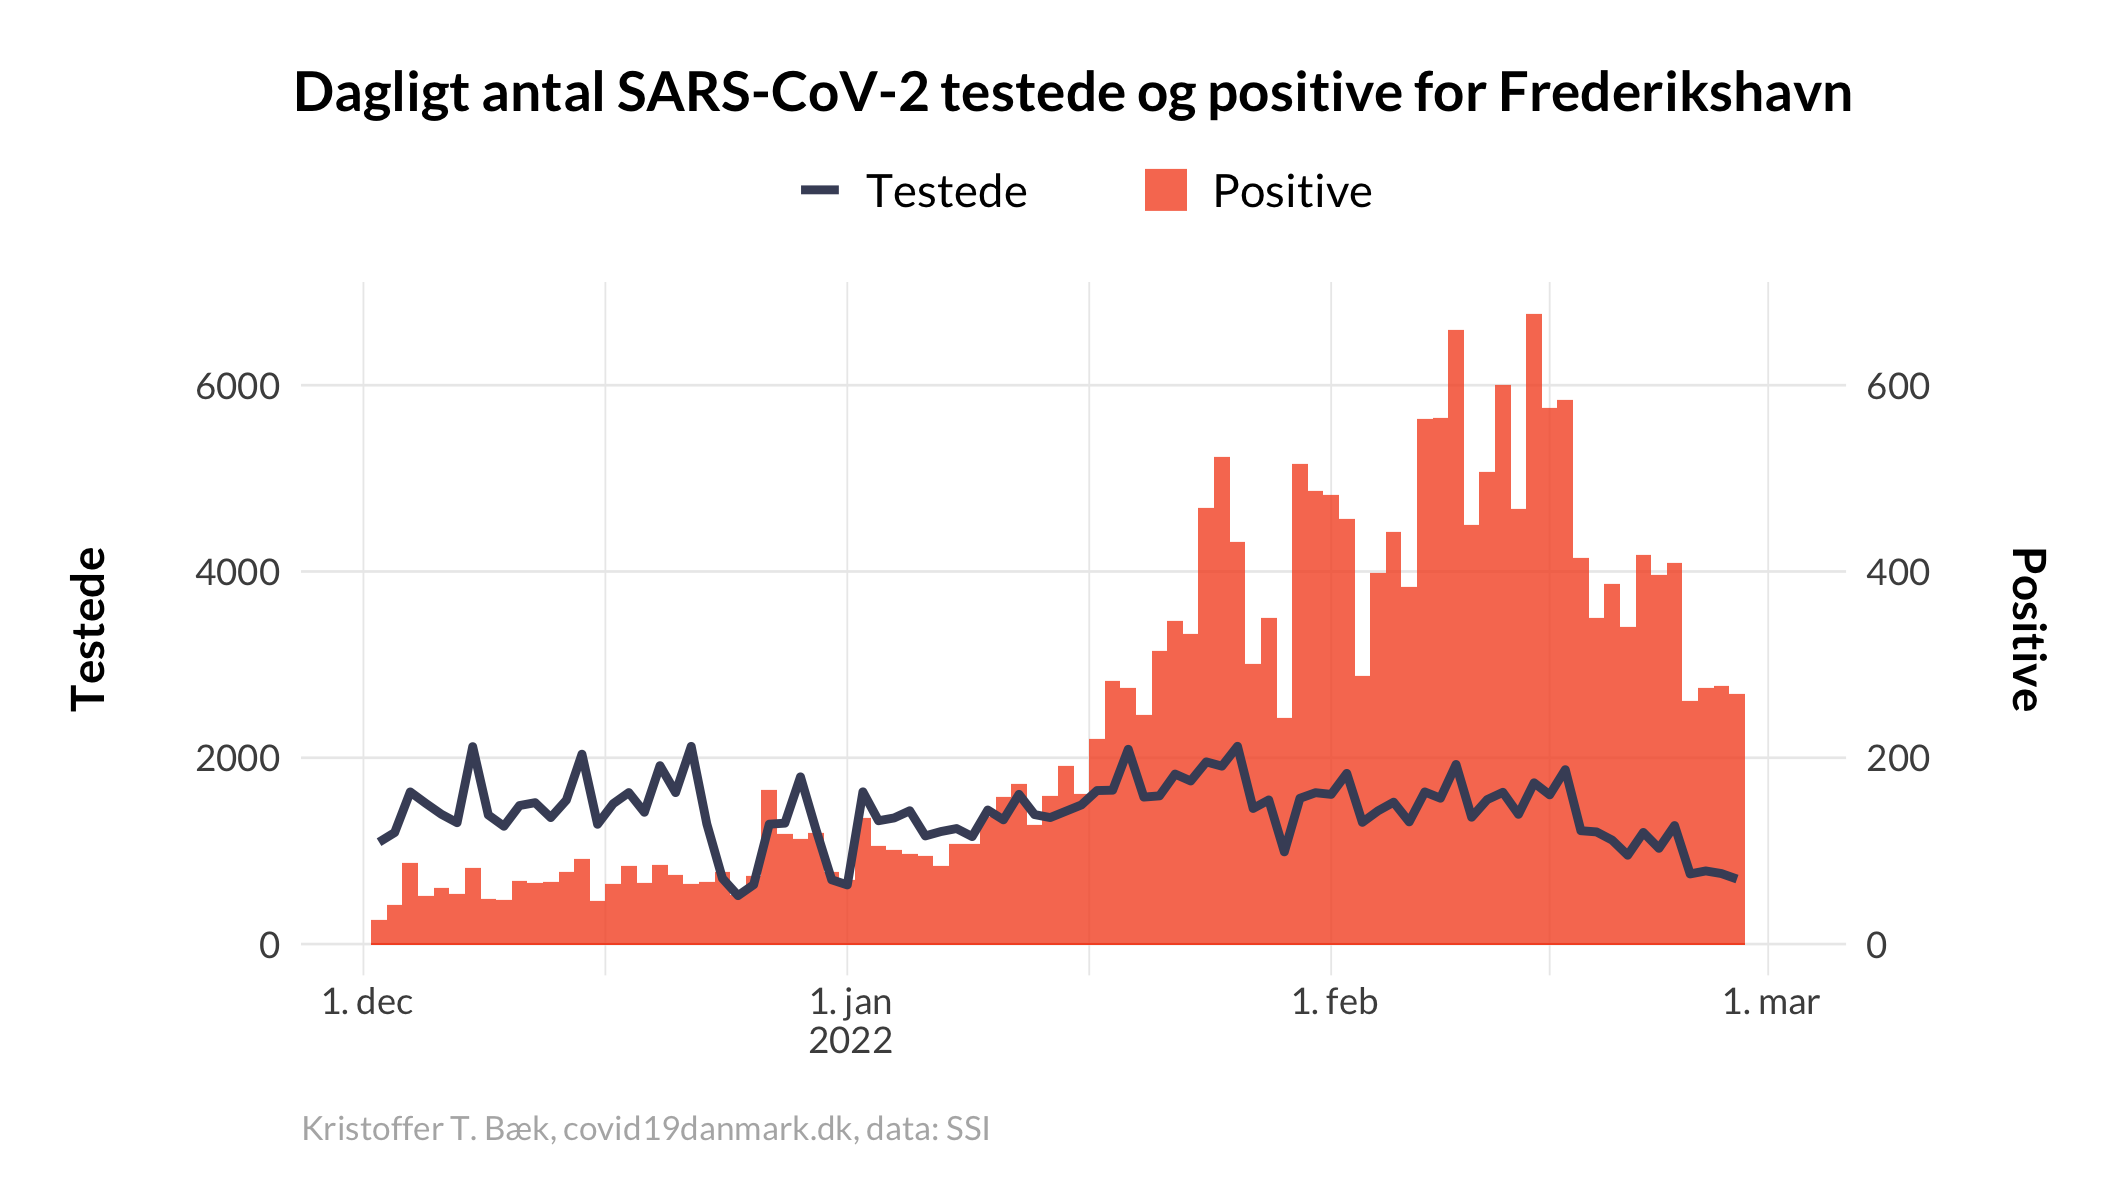 Dagligt antal SARS-CoV-2 testede og positive for Frederikshavn
Testede Positive
6000 600
4000 400
2000 200
0 0
Testede
Positive
1. dec 1. jan 1. feb 1. mar
2022
Kristoffer T. Bæk, covid19danmark.dk, data: SSI